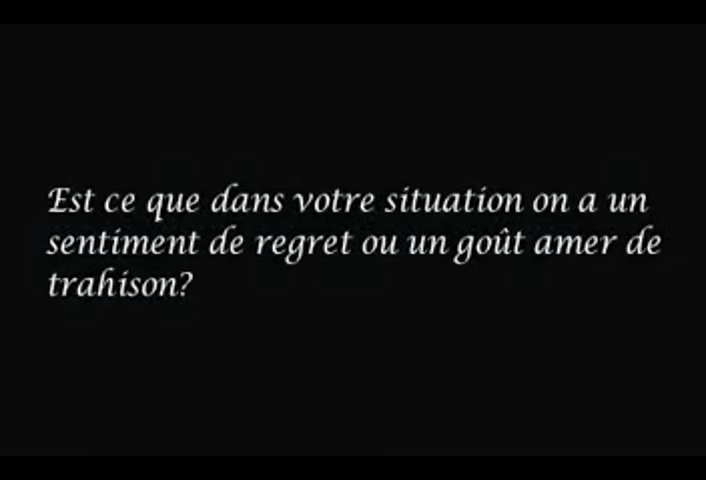 Est ce que dans votre situation on a un
sentiment de regret ou un goût amer de
trahison?